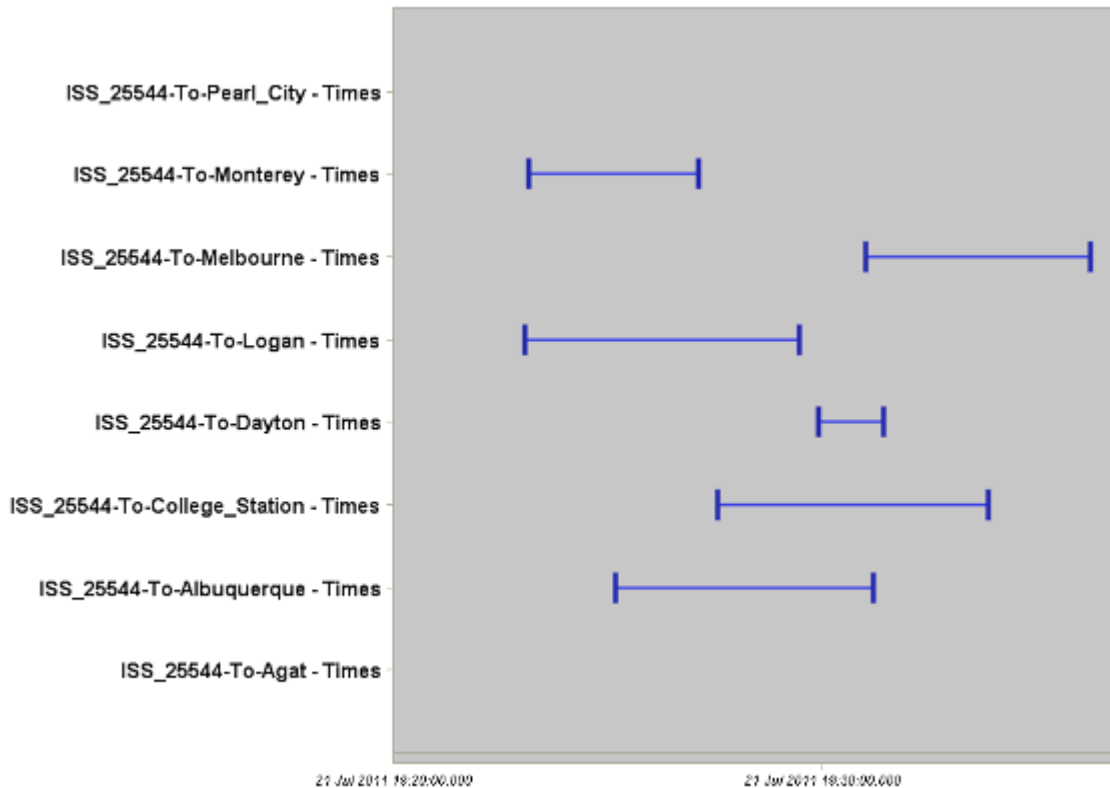 ISS_25544-To-Pearl_City - Times
ISS_25544-To-Monterey - Times
ISS_25544-To-Melbourne - Times
ISS_25544-To-Logan - Times
ISS_25544-To-Dayton - Times
ISS_25544-To-College_Station - Times
ISS_25544-To-Albuquerque - Times
ISS_25544-To-Agat - Times
21 Jul 2011
21 Jul 2011